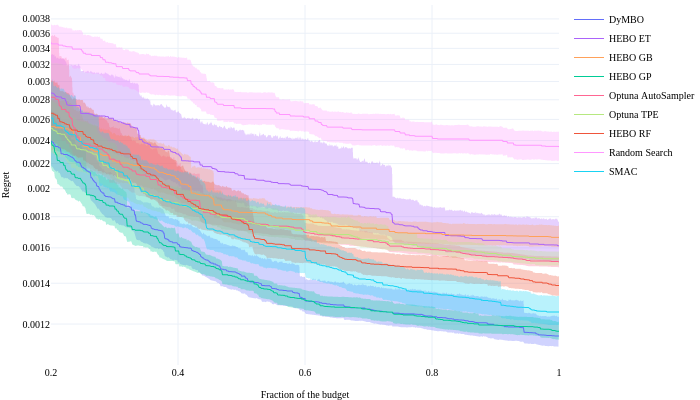 0.0038
0.0036
0.0034
0.0032
0.003
0.0028
0.0026
0.0024
0.0022
0.002
0.0018
0.0016
0.0014
0.0012
Regret
0.2
0.4
0.6
0.8
1
Fraction of the budget
DyMBO
HEBO ET
HEBO GB
HEBO GP
Optuna AutoSampler
Optuna TPE
HEBO RF
Random Search
SMAC